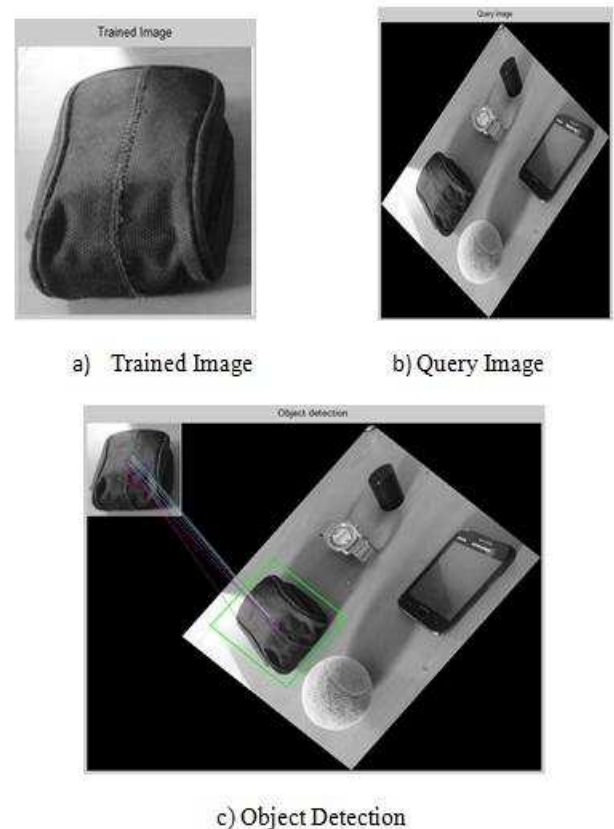 Trained Image
Query image
a) Trained Image
b) Query Image
Object detection
c) Object Detection